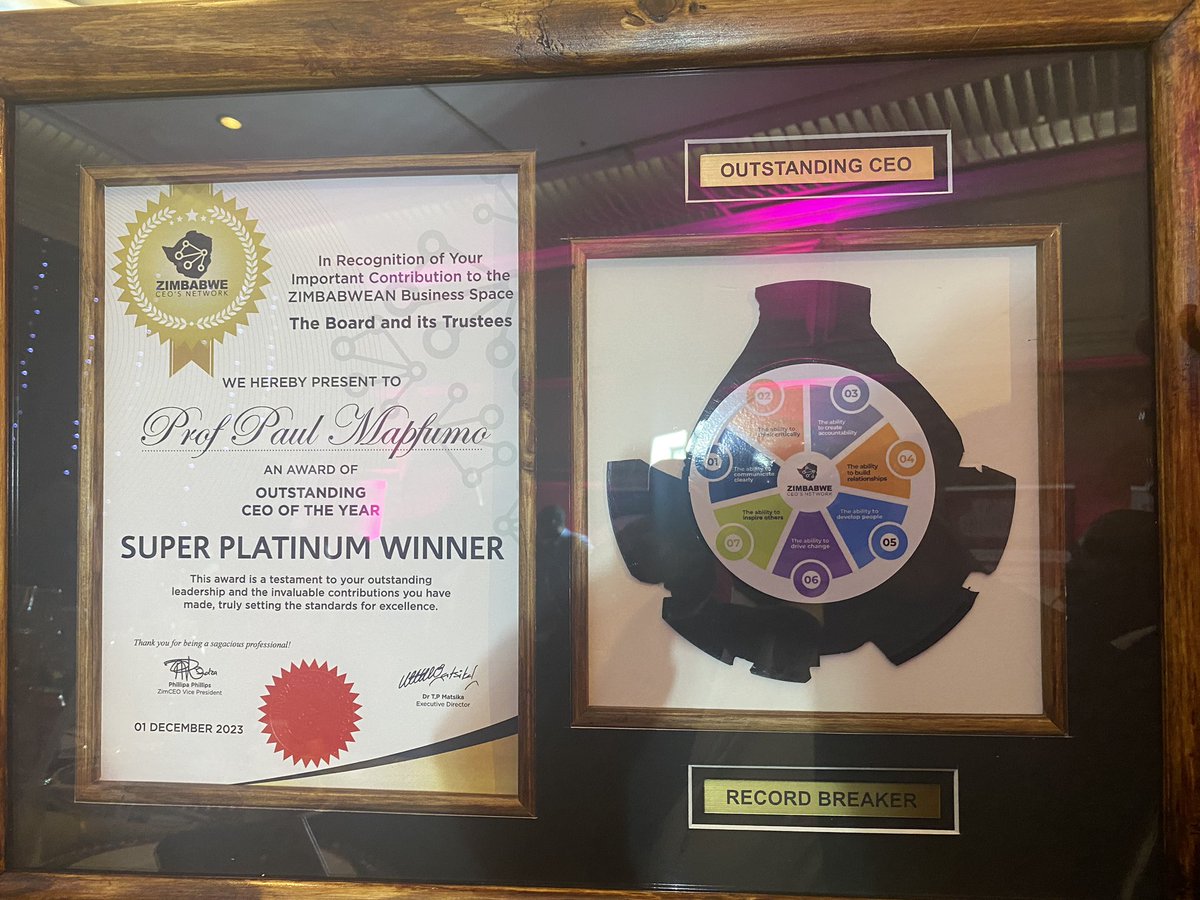 ZIMBABWE
CEO'S NETWORK
In Recognition of Your
Important Contribution to the
ZIMBABWEAN Business Space
The Board and its Trustees
WE HEREBY PRESENT TO
Prof Paul Mapfumo
AN AWARD OF
OUTSTANDING
CEO OF THE YEAR
SUPER PLATINUM WINNER
This award is a testament to your outstanding
leadership and the invaluable contributions you have
made, truly setting the standards for excellence.
Thank you for being a sagacious professional!
Phillipa Phillips
ZimCEO Vice President
Dr T.P Matsika
Executive Director
01 DECEMBER 2023
OUTSTANDING CEO
01
The ability to
communicate
clearly
02
The ability to
think critically
03
The ability
to create
accountability
04
The ability
to build
relationships
05
The ability to
develop people
06
The ability to
drive change
07
The ability to
inspire others
ZIMBABWE
CEO'S NETWORK
RECORD BREAKER